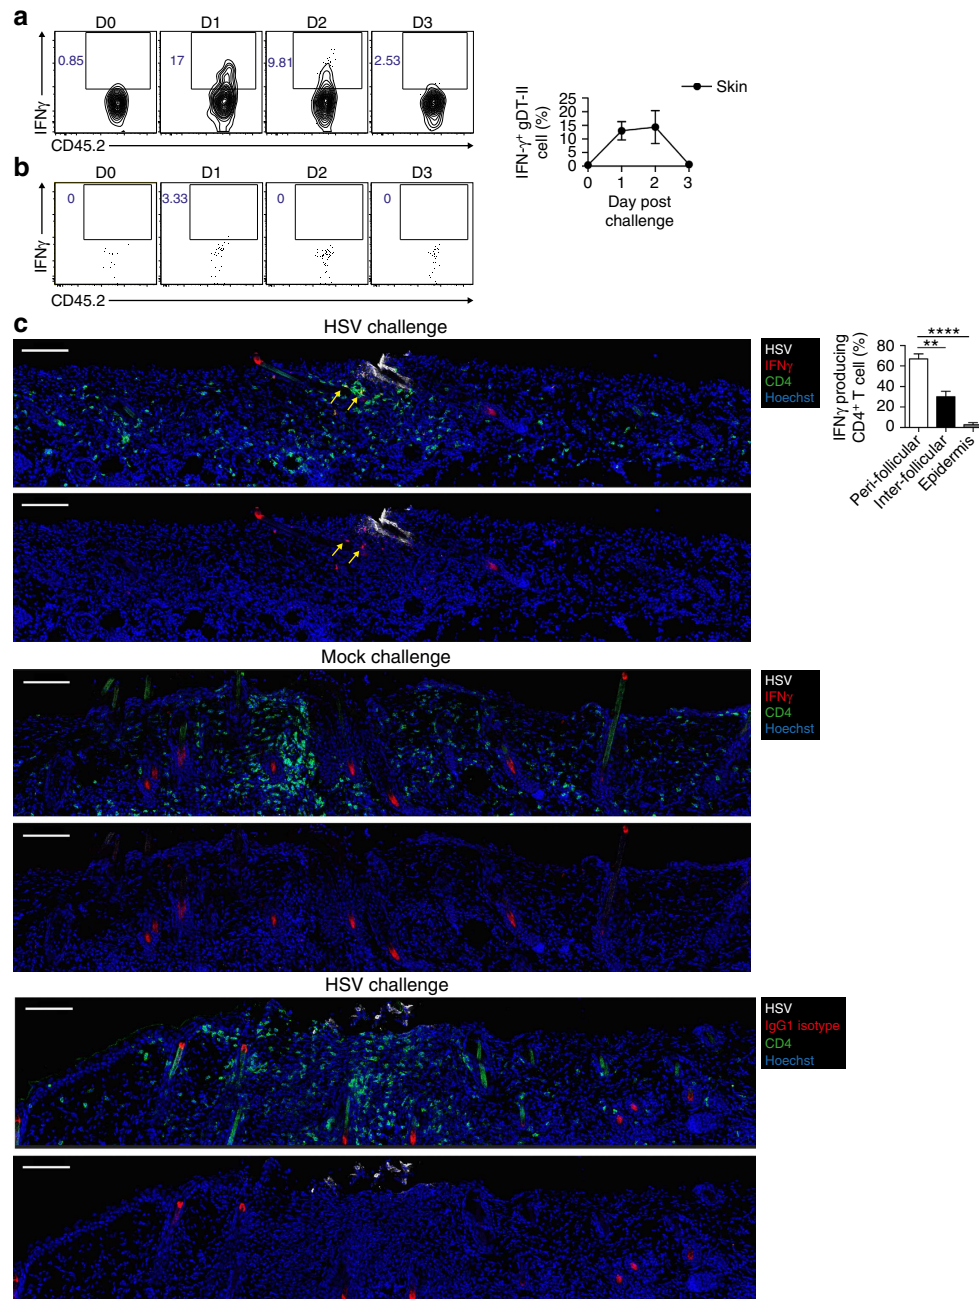 a
D0 D1 D2 D3
0.85 17 9.81 2.53
IFNγ
CD45.2
Skin
IFN-γ+ gDT-II
cell (%)
25
20
15
10
5
0
0 1 2 3
Day post
challenge
b
D0 D1 D2 D3
0 3.33 0 0
IFNγ
CD45.2
c
HSV challenge
HSV
IFNγ
CD4
Hoechst
****
**
IFNγ producing
CD4+ T cell (%)
80
60
40
20
0
Peri-follicular
Inter-follicular
Epidermis
Mock challenge
HSV
IFNγ
CD4
Hoechst
HSV challenge
HSV
IgG1 isotype
CD4
Hoechst